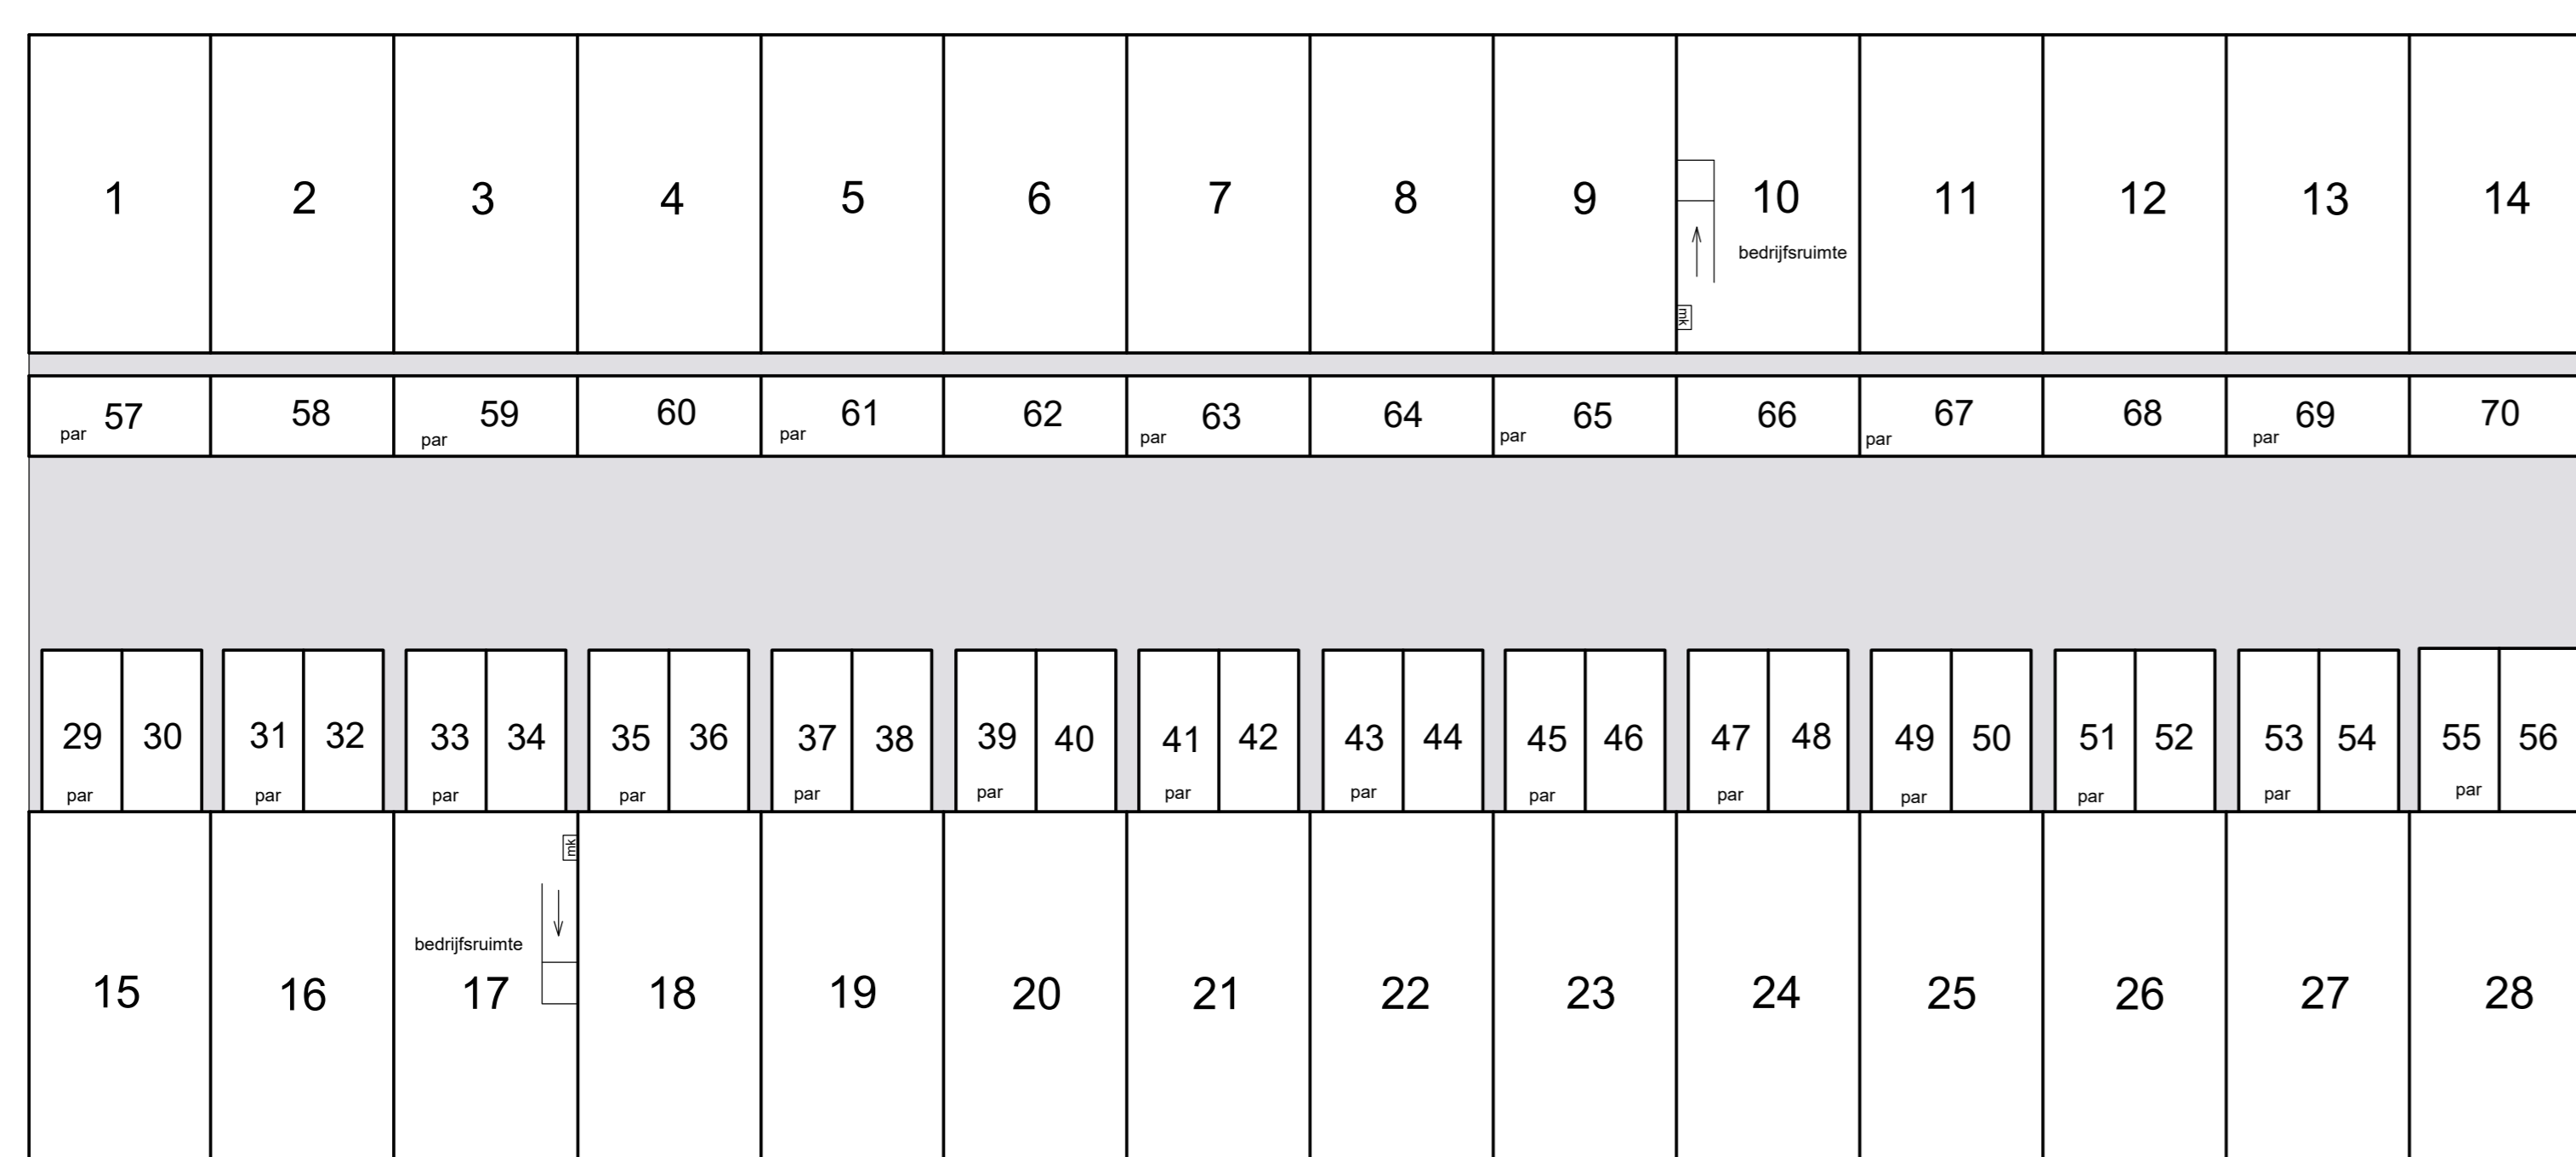 1 2 3 4 5 6 7 8 9 10 11 12 13 14
bedrijfsruimte
mk
57 58 59 60 61 62 63 64 65 66 67 68 69 70
par par par par par par par
29 30 31 32 33 34 35 36 37 38 39 40 41 42 43 44 45 46 47 48 49 50 51 52 53 54 55 56
par par par par par par par par par par par par par par
mk
bedrijfsruimte
15 16 17 18 19 20 21 22 23 24 25 26 27 28